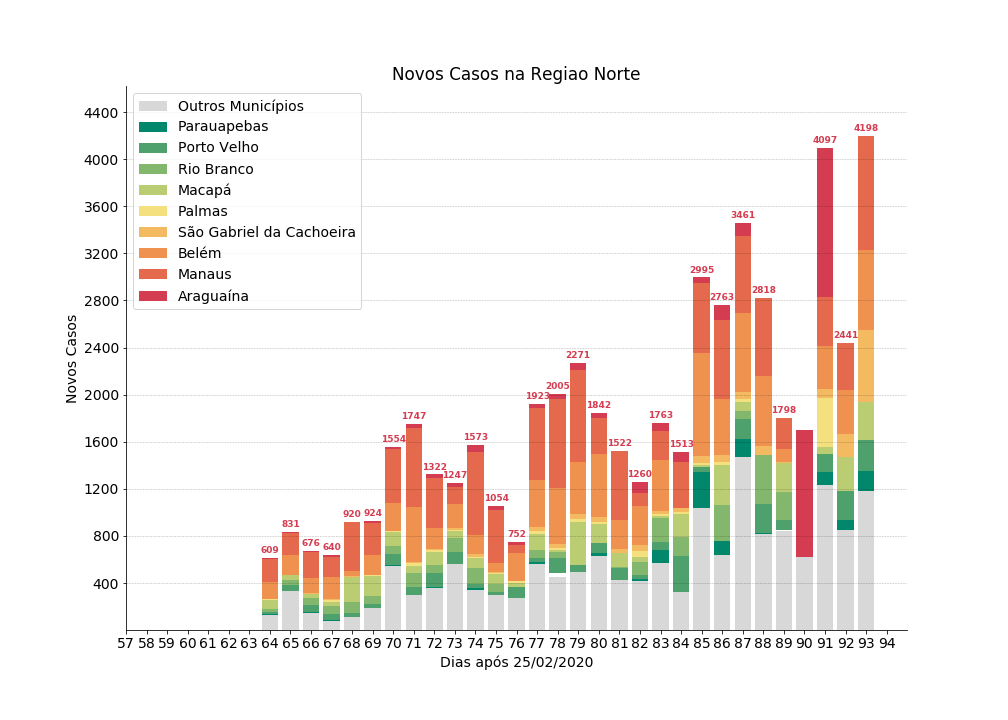 Novos Casos na Regiao Norte
Outros Municípios
Parauapebas
Porto Velho
Rio Branco
Macapá
Palmas
São Gabriel da Cachoeira
Belém
Manaus
Araguaína
Novos Casos
4400
4000
3600
3200
2800
2400
2000
1600
1200
800
400
609
831
676
640
920
924
1554
1747
1322
1247
1573
1054
752
1923
2005
2271
1842
1522
1260
1763
1513
2995
2763
3461
2818
1798
4097
2441
4198
57 58 59 60 61 62 63 64 65 66 67 68 69 70 71 72 73 74 75 76 77 78 79 80 81 82 83 84 85 86 87 88 89 90 91 92 93 94
Dias após 25/02/2020